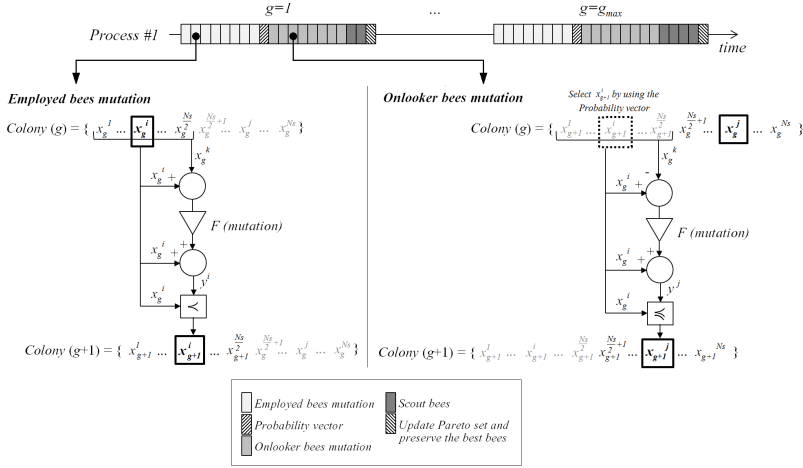 g=1 ... g=g_max
Process #1
time
Employed bees mutation
Onlooker bees mutation
Select x_{g+1}^i by using the
Probability vector
Colony (g) = { x_g^1 ... x_g^i ... x_g^{Ns/2} x_g^{Ns/2+1} ... x_g^j ... x_g^{Ns} }
Colony (g) = { x_{g+1}^1 ... x_{g+1}^i ... x_{g+1}^{Ns/2} x_g^{Ns/2+1} ... x_g^j ... x_g^{Ns} }
x_g^k
x_g^i +
F (mutation)
+
x_g^i +
y^i
x_g^i ≺
x_g^k
-
x_g^i +
F (mutation)
+
x_g^i +
y^j
x_g^i
Colony (g+1) = { x_{g+1}^1 ... x_{g+1}^i ... x_{g+1}^{Ns/2} x_g^{Ns/2+1} ... x_g^j ... x_g^{Ns} }
Colony (g+1) = { x_{g+1}^1 ... x_{g+1}^i ... x_{g+1}^{Ns/2} x_{g+1}^{Ns/2+1} ... x_{g+1}^j ... x_{g+1}^{Ns} }
Employed bees mutation
Probability vector
Onlooker bees mutation
Scout bees
Update Pareto set and
preserve the best bees